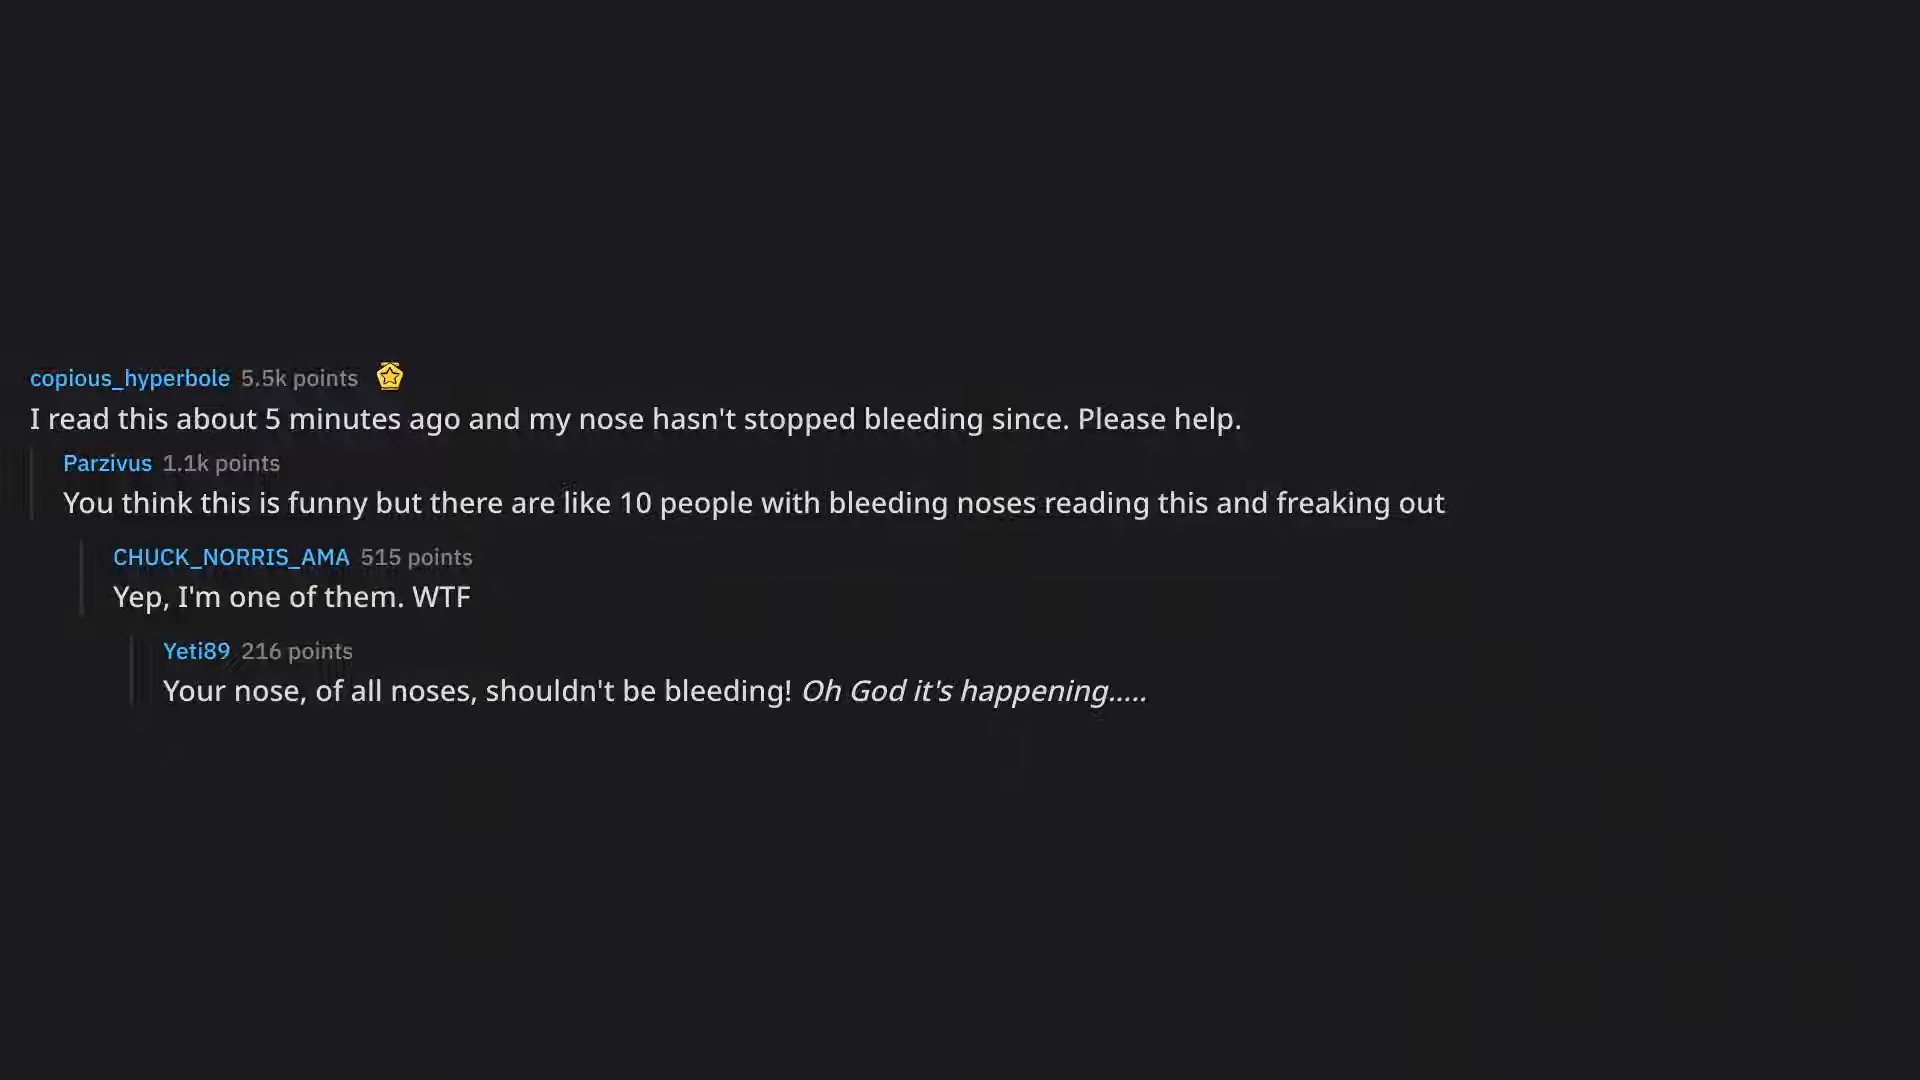 copious_hyperbole 5.5k points
I read this about 5 minutes ago and my nose hasn't stopped bleeding since. Please help.
Parzivus 1.1k points
You think this is funny but there are like 10 people with bleeding noses reading this and freaking out
CHUCK_NORRIS_AMA 515 points
Yep, I'm one of them. WTF
Yeti89 216 points
Your nose, of all noses, shouldn't be bleeding! Oh God it's happening.....